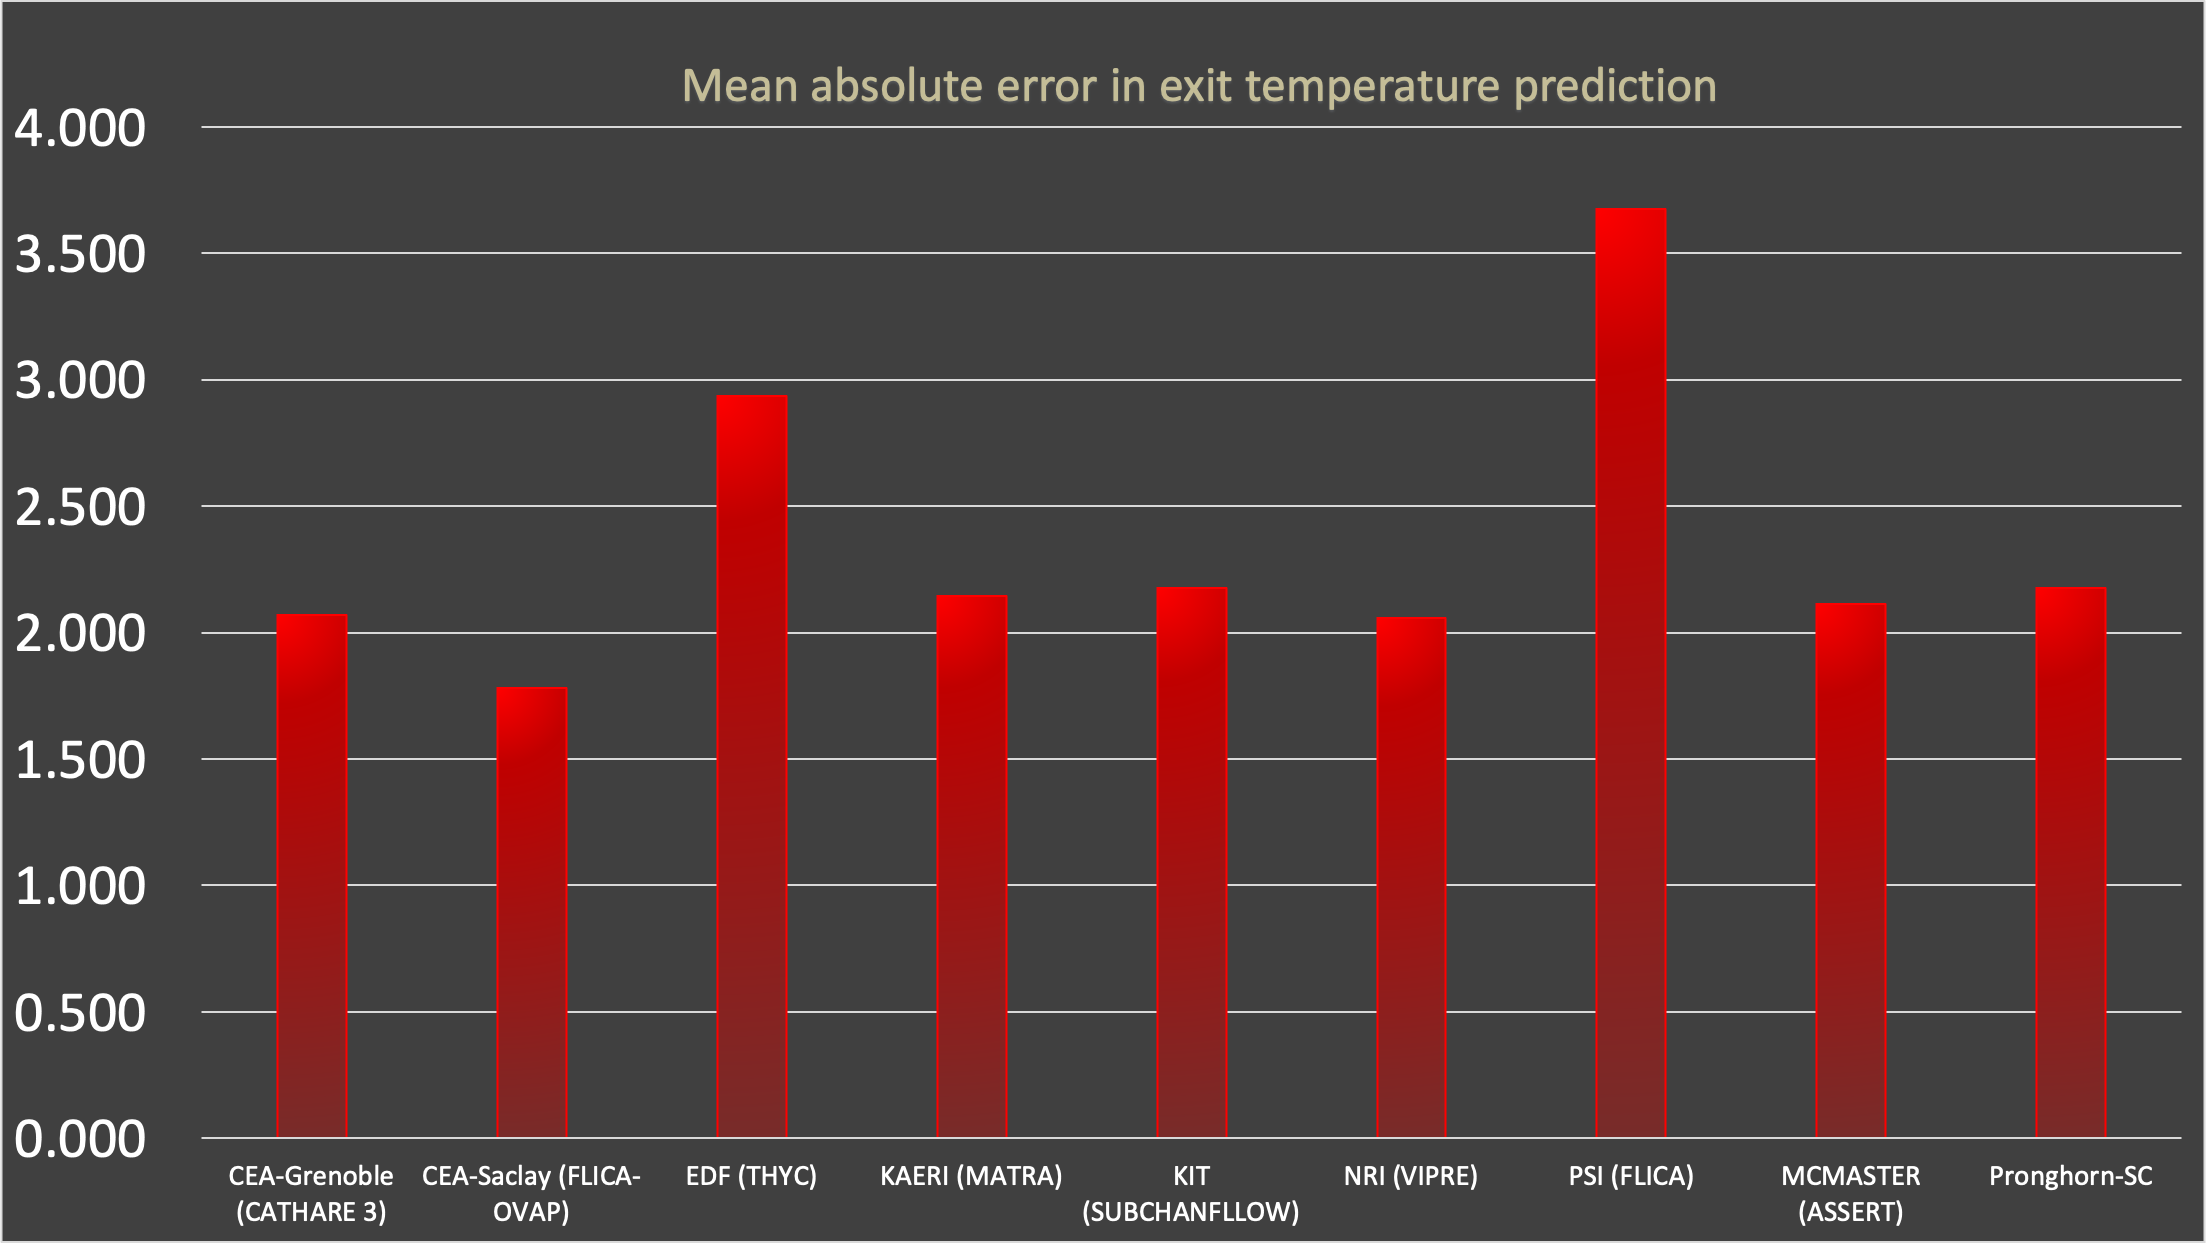 Mean absolute error in exit temperature prediction
4.000
3.500
3.000
2.500
2.000
1.500
1.000
0.500
0.000
CEA-Grenoble
(CATHARE 3)
CEA-Saclay (FLICA-
OVAP)
EDF (THYC)
KAERI (MATRA)
KIT
(SUBCHANFLLOW)
NRI (VIPRE)
PSI (FLICA)
MCMASTER
(ASSERT)
Pronghorn-SC